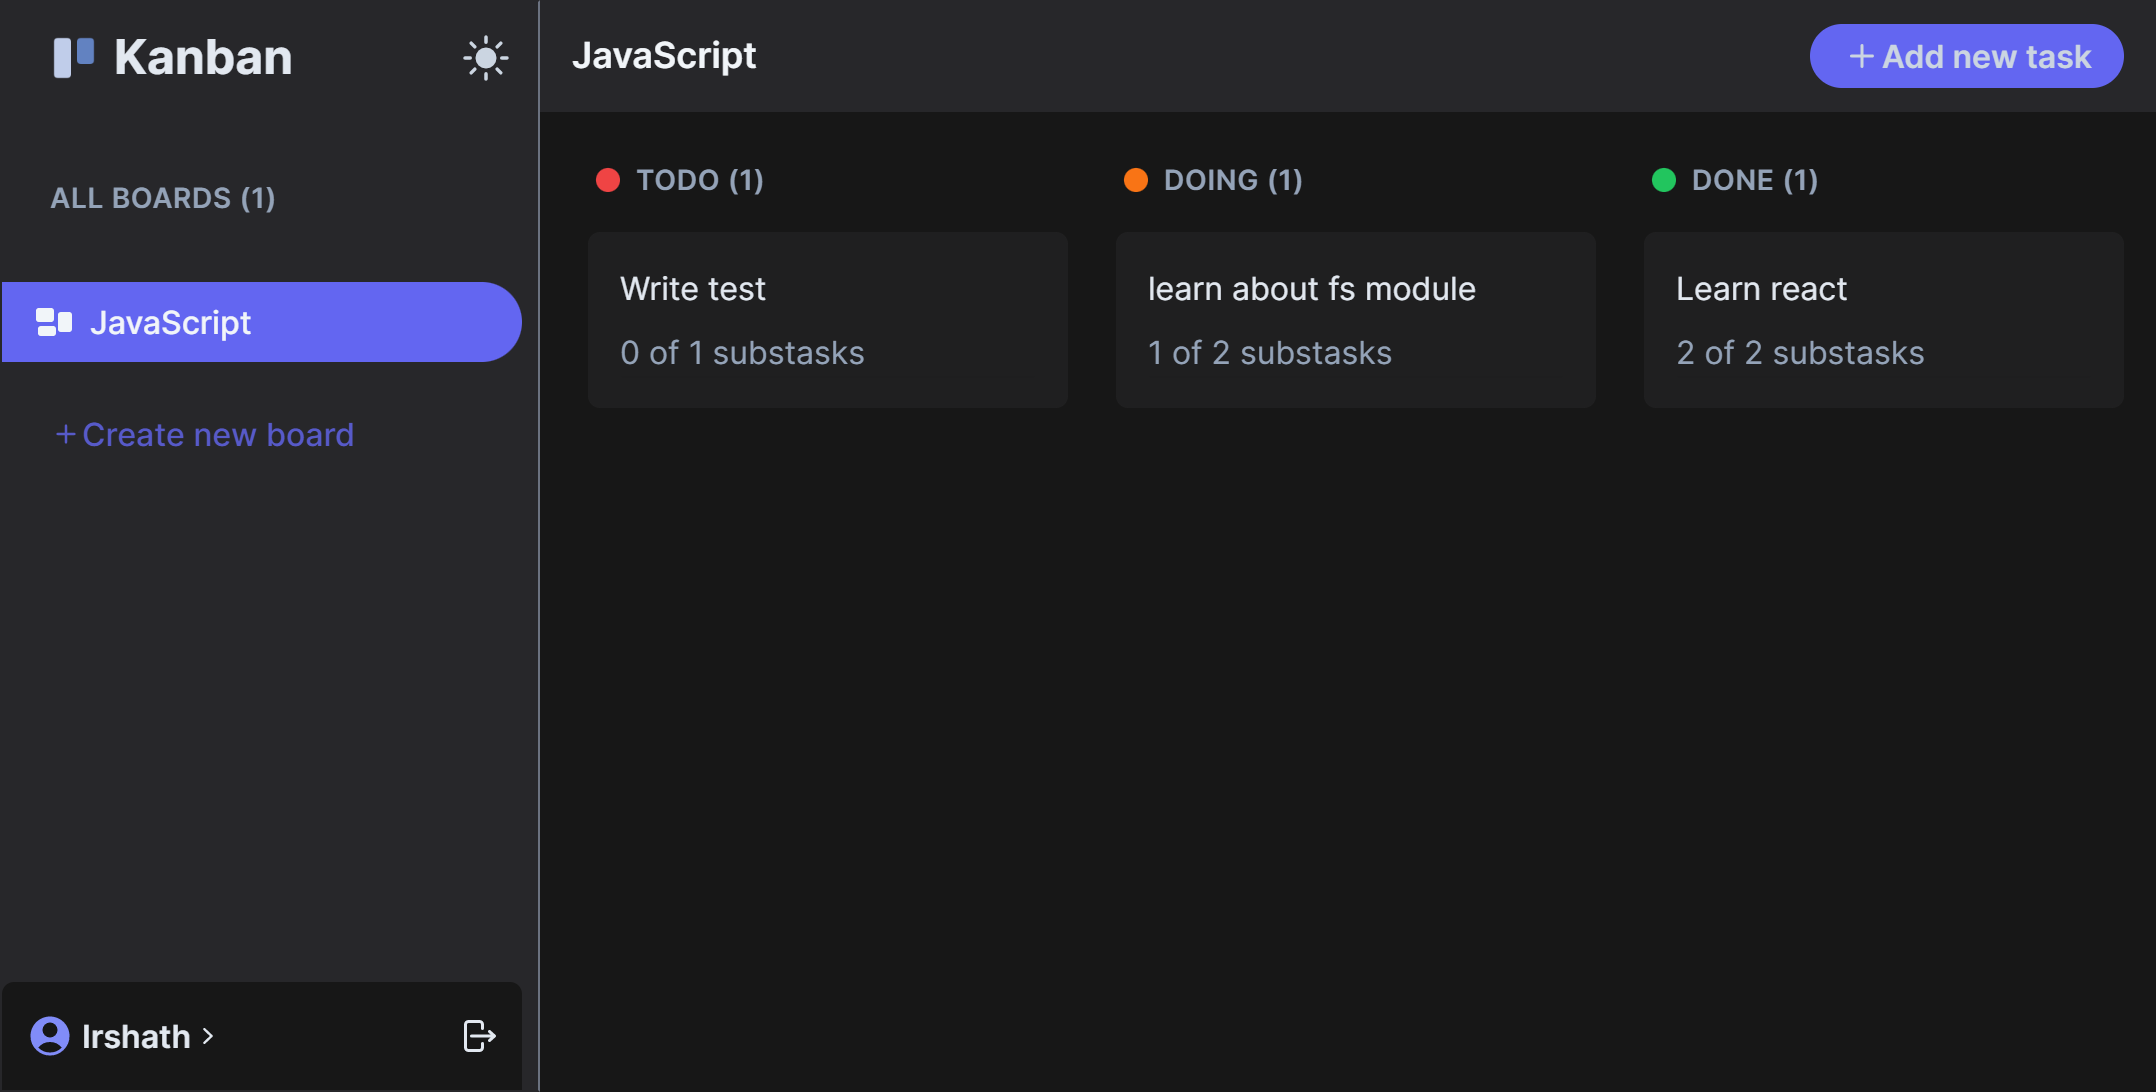 Kanban
ALL BOARDS (1)
JavaScript
+ Create new board
Irshath
JavaScript
+ Add new task
TODO (1)
Write test
0 of 1 substasks
DOING (1)
learn about fs module
1 of 2 substasks
DONE (1)
Learn react
2 of 2 substasks